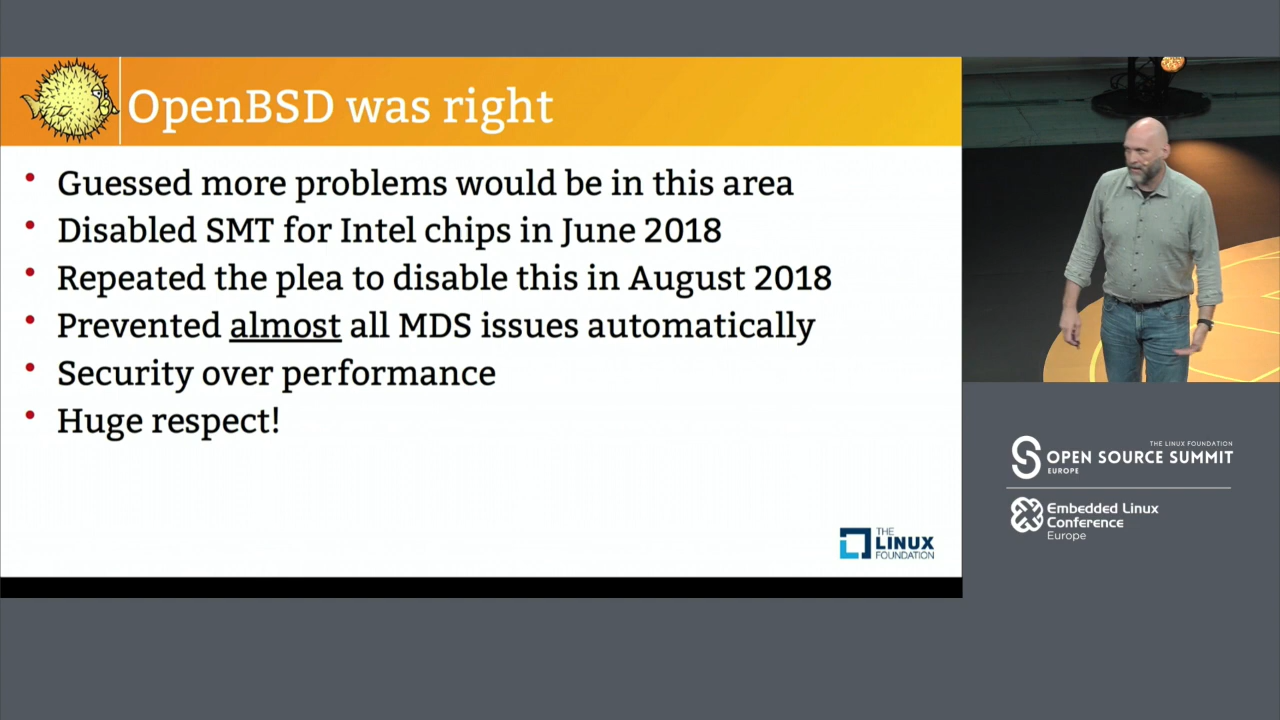 OpenBSD was right
Guessed more problems would be in this area
Disabled SMT for Intel chips in June 2018
Repeated the plea to disable this in August 2018
Prevented almost all MDS issues automatically
Security over performance
Huge respect!
THE
LINUX
FOUNDATION
THE LINUX FOUNDATION
OPEN SOURCE SUMMIT
EUROPE
Embedded Linux
Conference
Europe